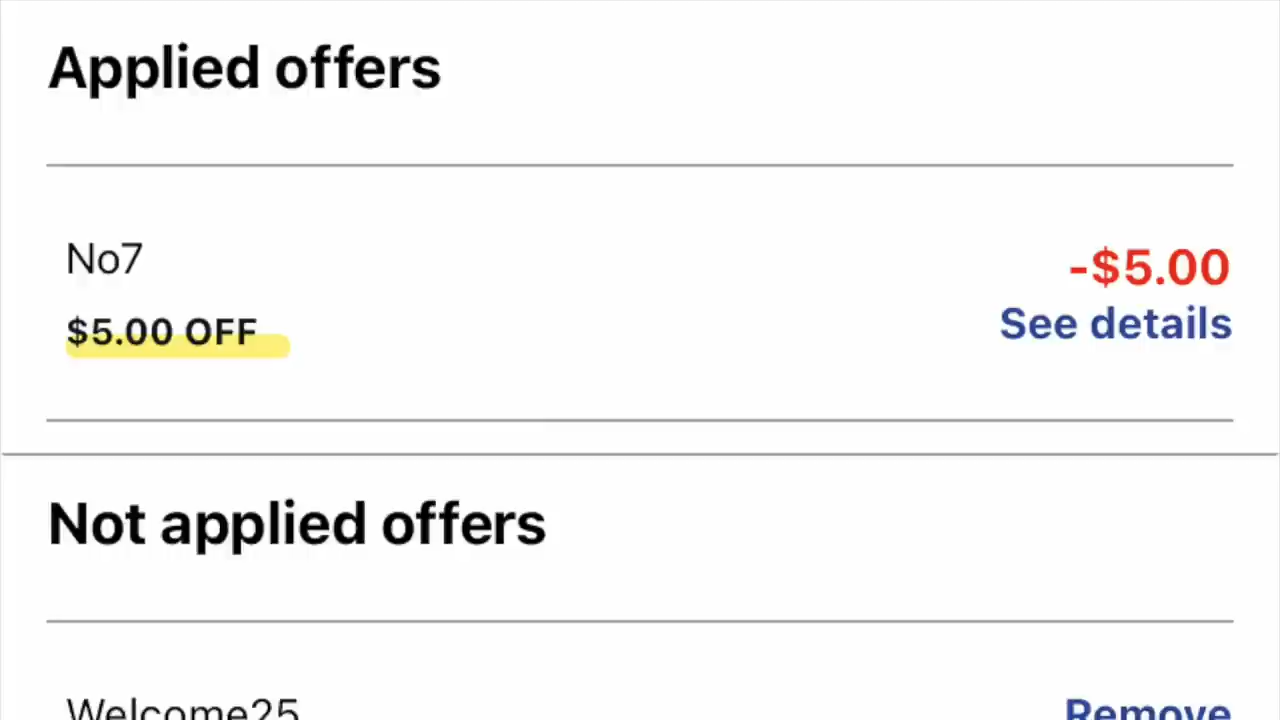 Applied offers
No7
-$5.00
$5.00 OFF
See details
Not applied offers
Welcome25
Remove